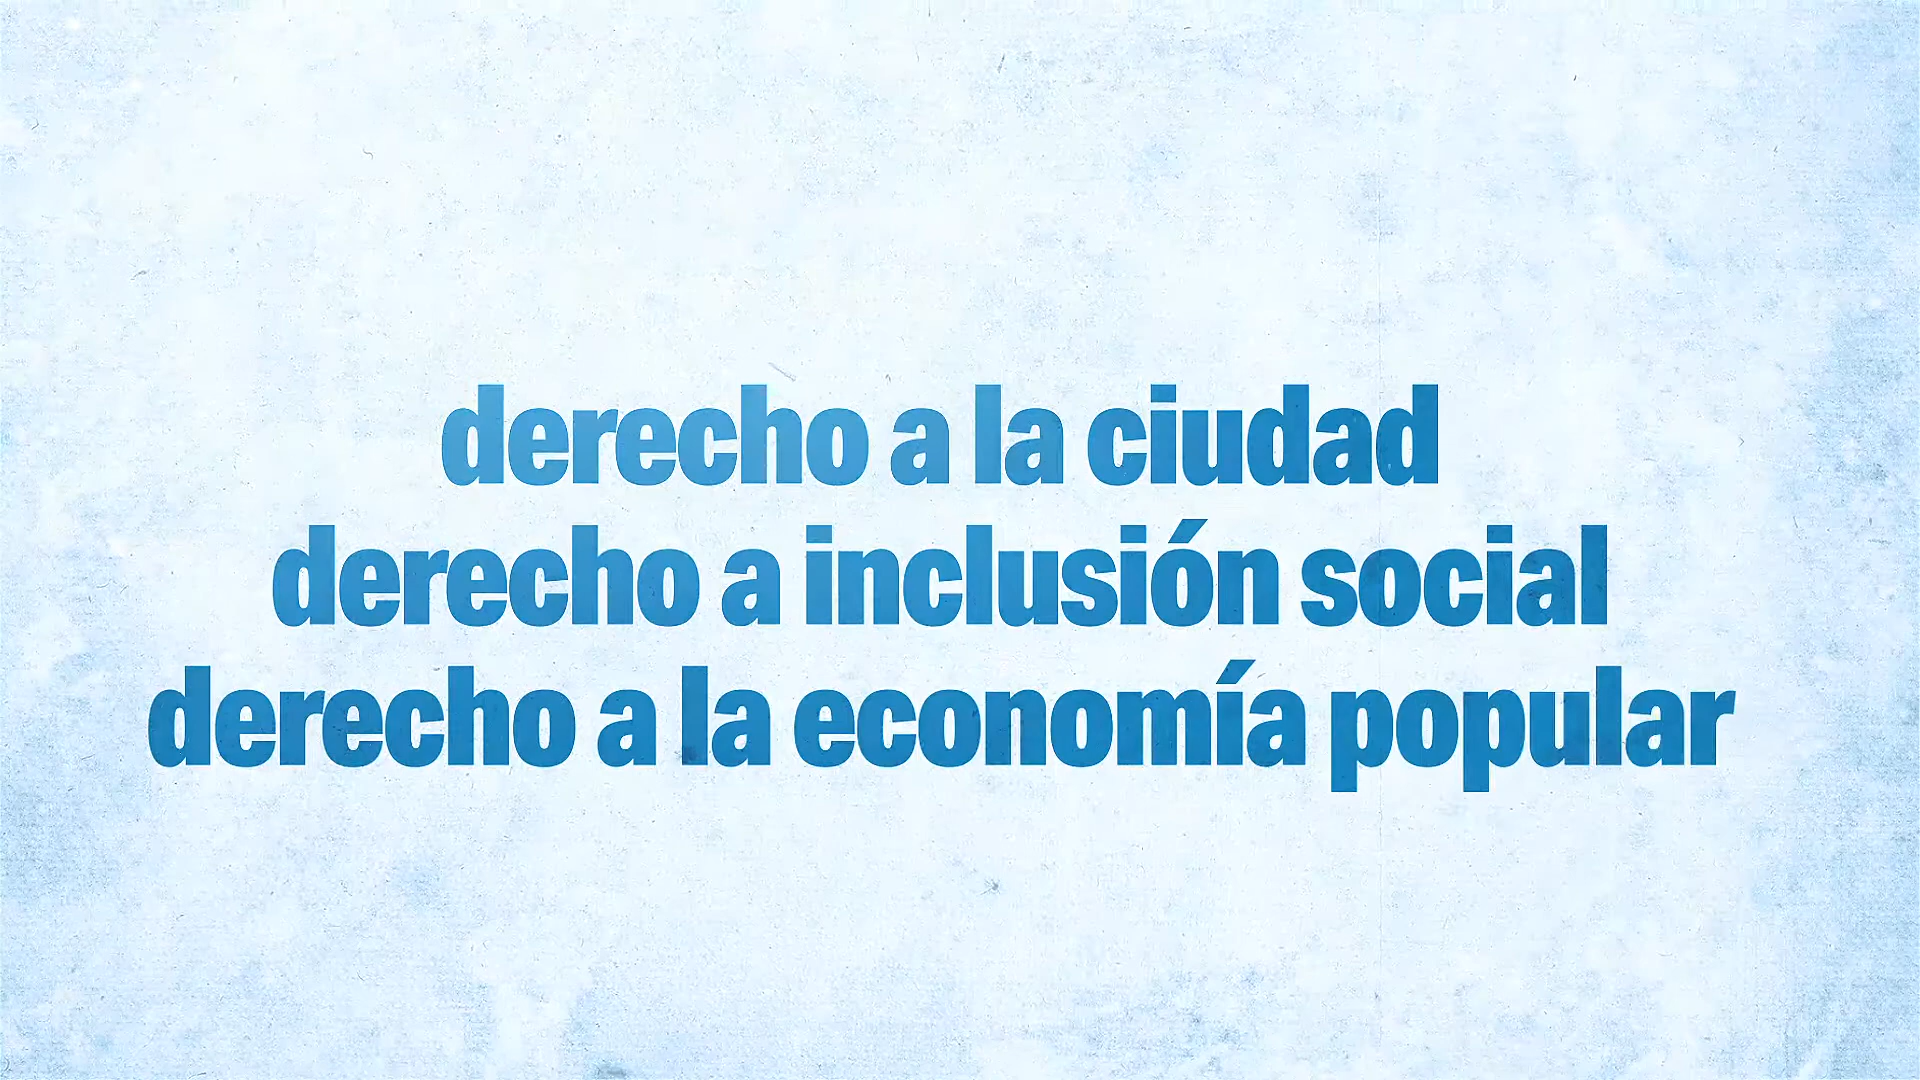 derecho a la ciudad
derecho a inclusión social
derecho a la economía popular